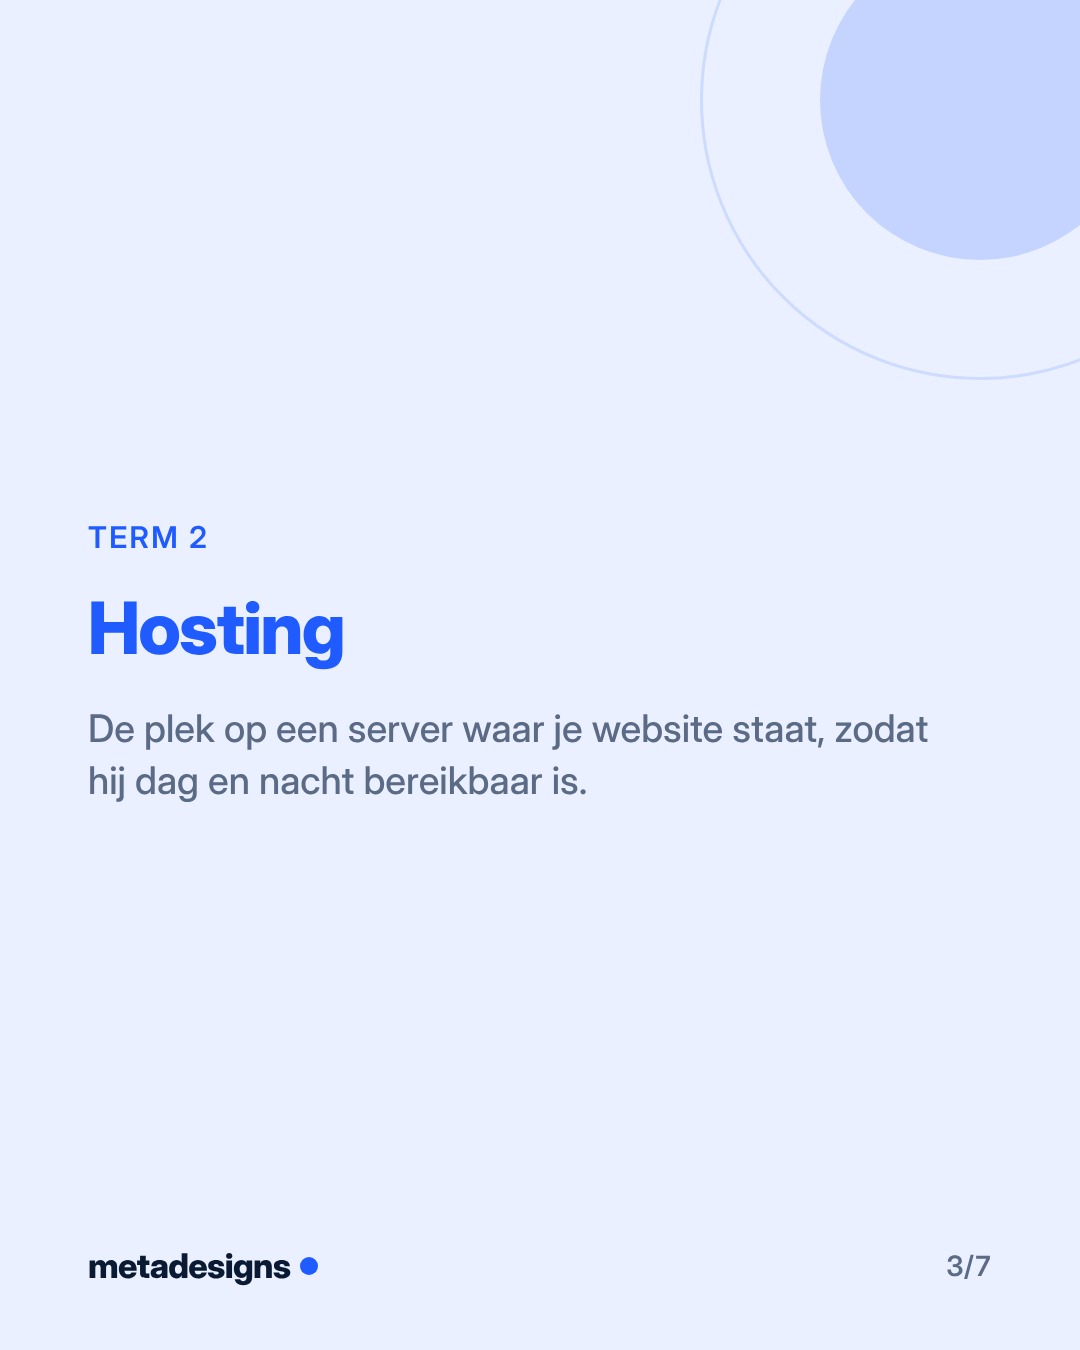 TERM 2
Hosting
De plek op een server waar je website staat, zodat
hij dag en nacht bereikbaar is.
metadesigns
3/7